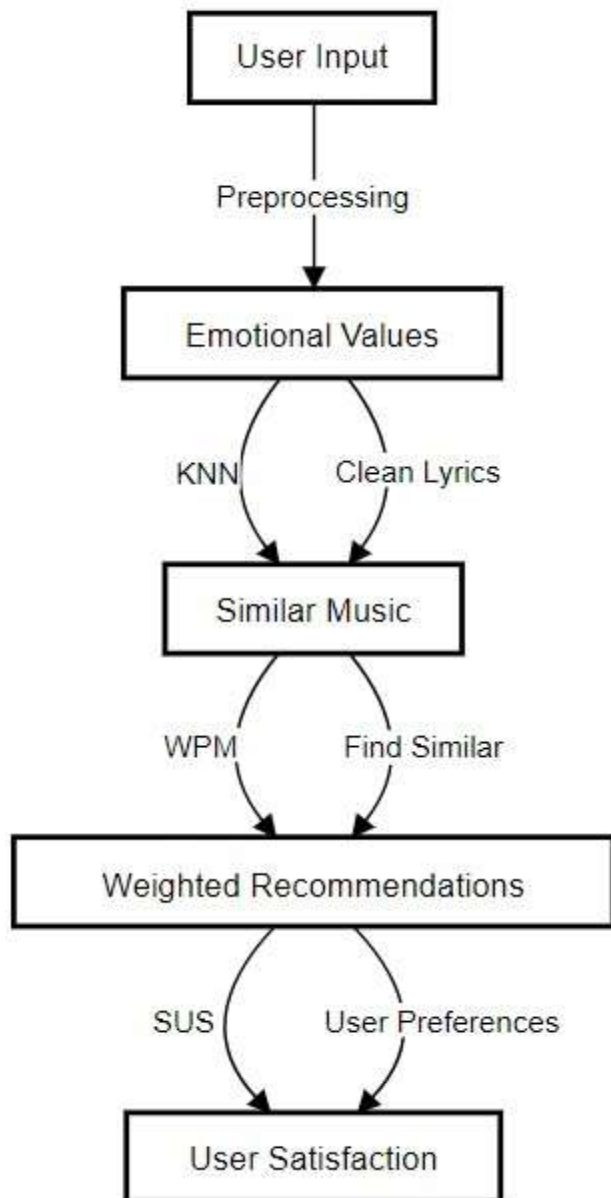 User Input
Preprocessing
Emotional Values
KNN
Clean Lyrics
Similar Music
WPM
Find Similar
Weighted Recommendations
SUS
User Preferences
User Satisfaction